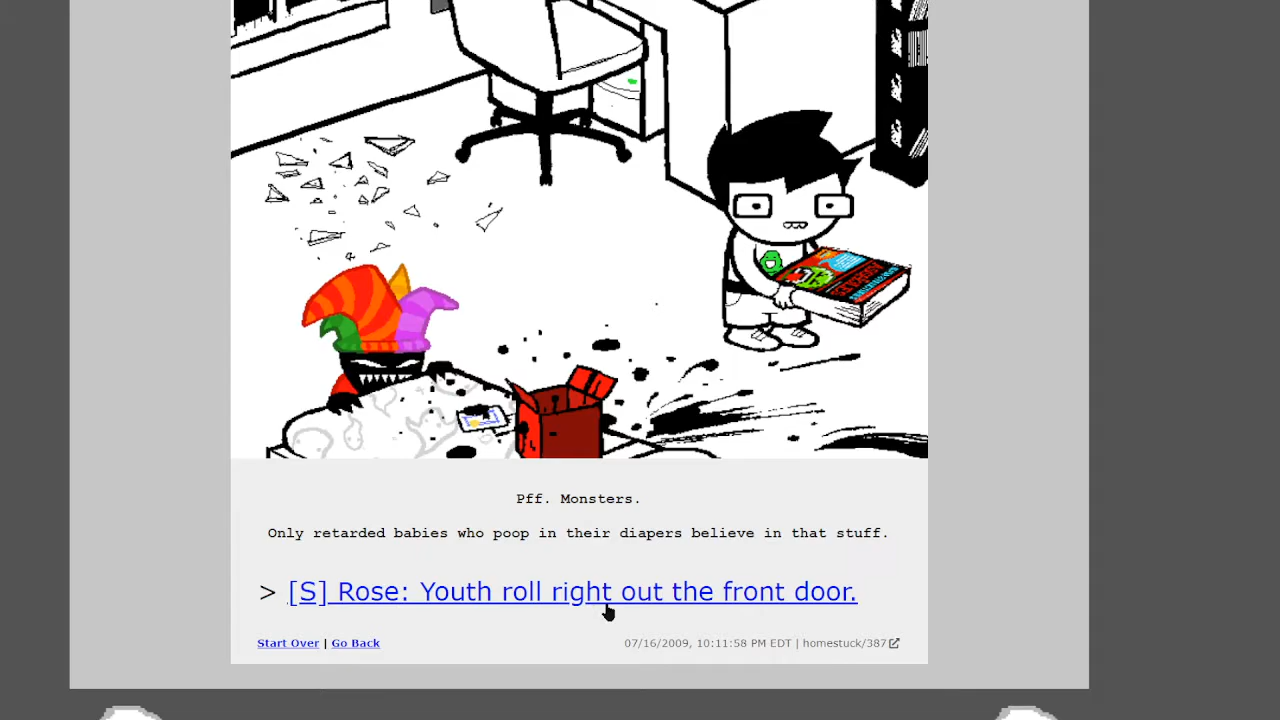 Pff. Monsters.
Only retarded babies who poop in their diapers believe in that stuff.
> [S] Rose: Youth roll right out the front door.
Start Over | Go Back
07/16/2009, 10:11:58 PM EDT | homestuck/387